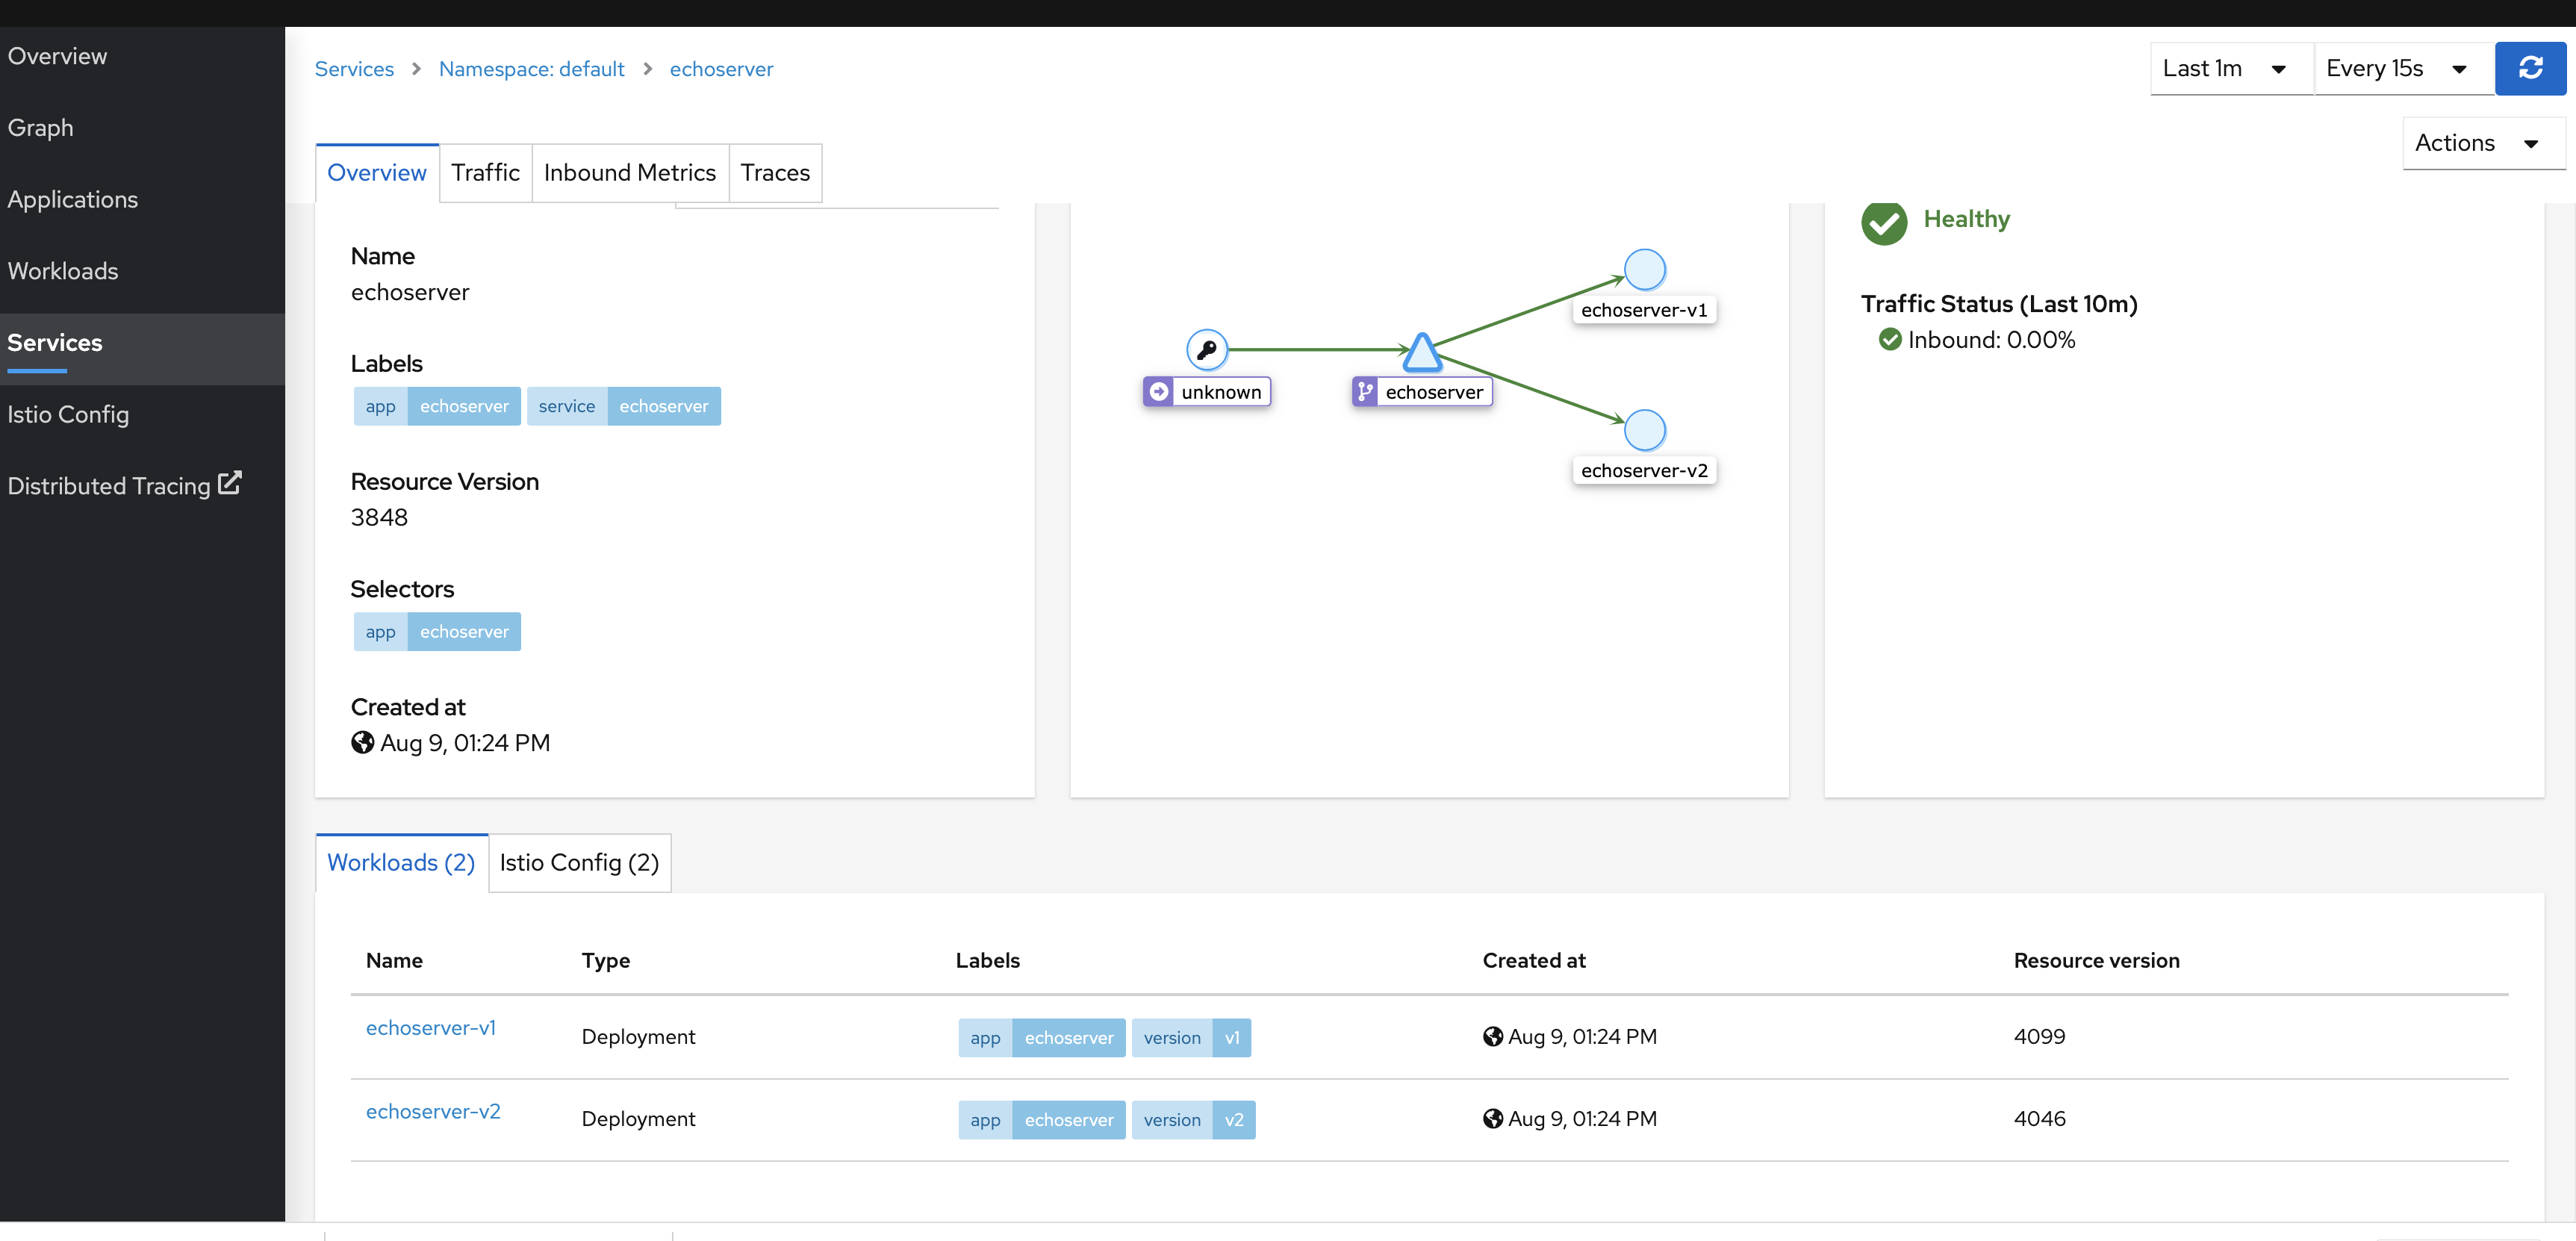 Overview
Graph
Applications
Workloads
Services
Istio Config
Distributed Tracing
Services > Namespace: default > echoserver
Last 1m
Every 15s
Actions
Overview Traffic Inbound Metrics Traces
Name
echoserver
Labels
app echoserver service echoserver
Resource Version
3848
Selectors
app echoserver
Created at
Aug 9, 01:24 PM
unknown
echoserver
echoserver-v1
echoserver-v2
Healthy
Traffic Status (Last 10m)
Inbound: 0.00%
Workloads (2) Istio Config (2)
Name Type Labels Created at Resource version
echoserver-v1 Deployment app echoserver version v1 Aug 9, 01:24 PM 4099
echoserver-v2 Deployment app echoserver version v2 Aug 9, 01:24 PM 4046